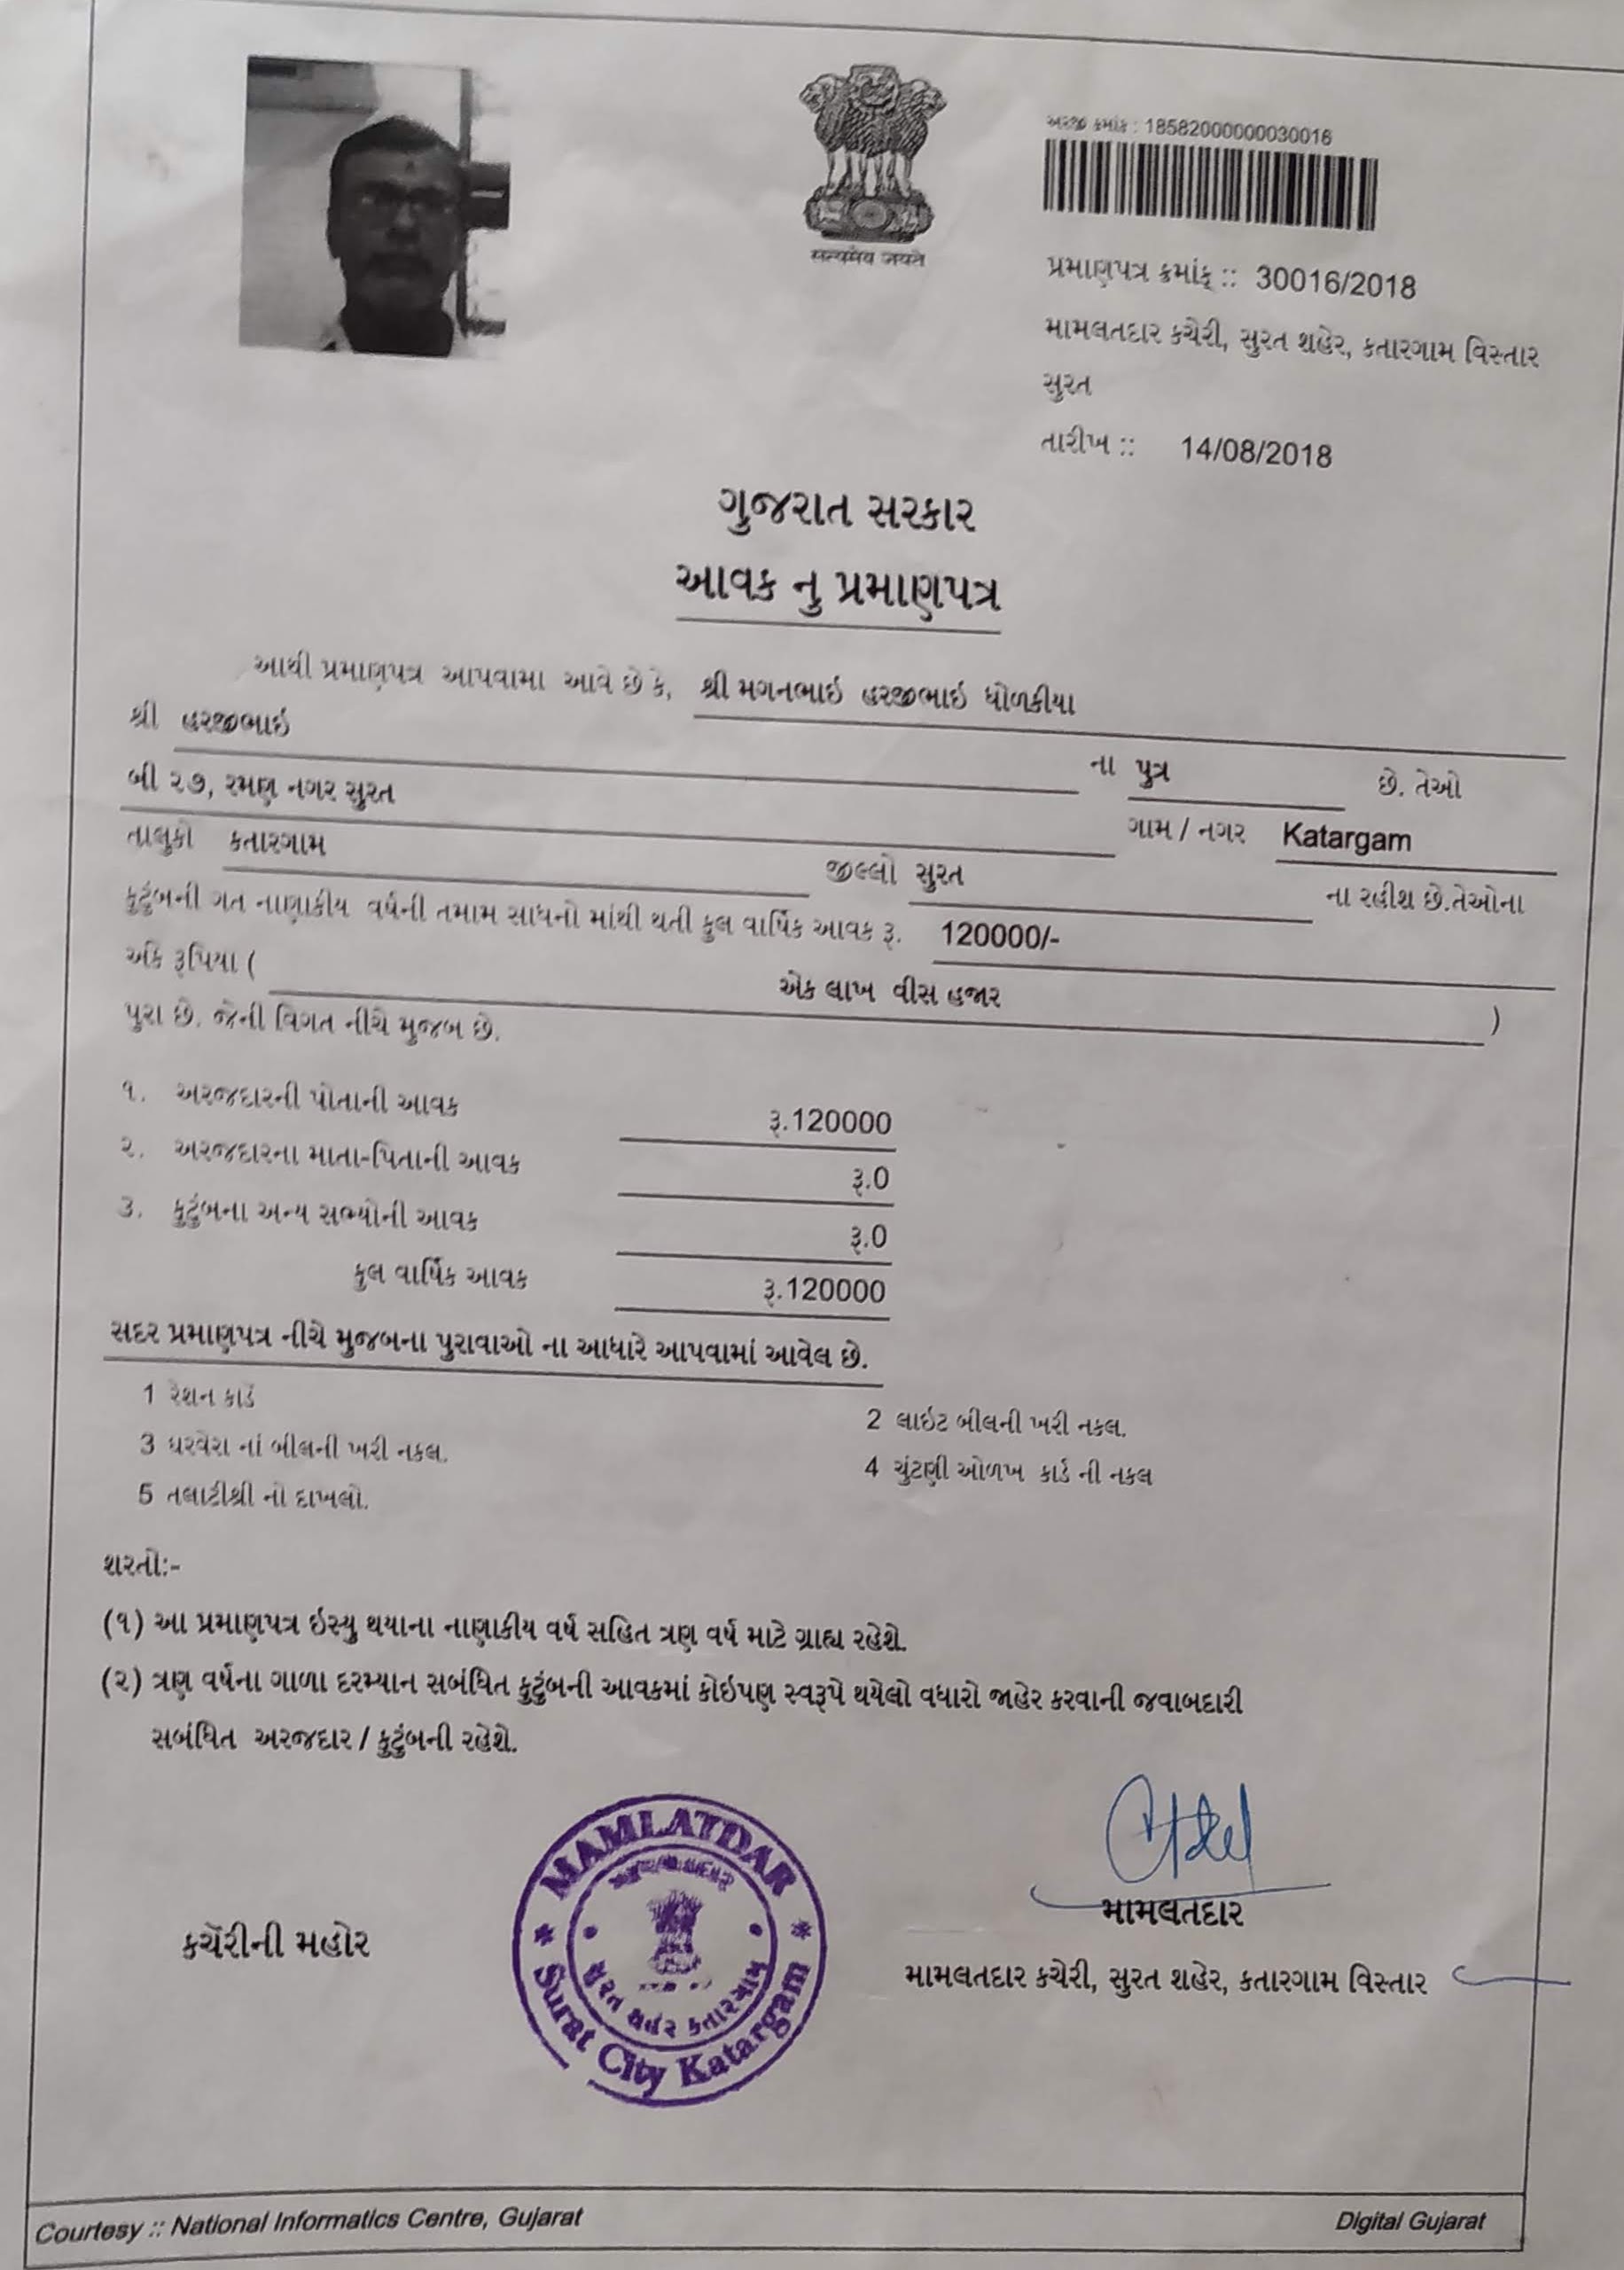 सत्यमेव जयते
અરજી ક્રમાંક : 18582000000030016
પ્રમાણપત્ર ક્રમાંક :: 30016/2018
મામલતદાર કચેરી, સુરત શહેર, કતારગામ વિસ્તાર
સુરત
તારીખ :: 14/08/2018
ગુજરાત સરકાર
આવક નુ પ્રમાણપત્ર
આથી પ્રમાણપત્ર આપવામા આવે છે કે, શ્રી મગનભાઇ હરજીભાઇ ધોળકીયા
શ્રી હરજીભાઇ ના પુત્ર છે. તેઓ
બી ૨૭, રમણ નગર સુરત ગામ / નગર Katargam
તાલુકો કતારગામ જીલ્લો સુરત ના રહીશ છે.તેઓના
કુટુંબની ગત નાણાકીય વર્ષની તમામ સાધનો માંથી થતી કુલ વાર્ષિક આવક રૂ. 120000/-
અંકે રૂપિયા ( એક લાખ વીસ હજાર )
પુરા છે. જેની વિગત નીચે મુજબ છે.
૧. અરજદારની પોતાની આવક રૂ.120000
૨. અરજદારના માતા-પિતાની આવક રૂ.0
૩. કુટુંબના અન્ય સભ્યોની આવક રૂ.0
કુલ વાર્ષિક આવક રૂ.120000
સદર પ્રમાણપત્ર નીચે મુજબના પુરાવાઓ ના આધારે આપવામાં આવેલ છે.
1 રેશન કાર્ડ 2 લાઇટ બીલની ખરી નકલ.
3 ઘરવેરા નાં બીલની ખરી નકલ. 4 ચુંટણી ઓળખ કાર્ડ ની નકલ
5 તલાટીશ્રી નો દાખલો.
શરતો:-
(૧) આ પ્રમાણપત્ર ઇસ્યુ થયાના નાણાકીય વર્ષ સહિત ત્રણ વર્ષ માટે ગ્રાહ્ય રહેશે.
(૨) ત્રણ વર્ષના ગાળા દરમ્યાન સબંધિત કુટુંબની આવકમાં કોઇપણ સ્વરૂપે થયેલો વધારો જાહેર કરવાની જવાબદારી
સબંધિત અરજદાર / કુટુંબની રહેશે.
કચેરીની મહોર
MAMLATDAR
સુરત શહેર કતારગામ
Surat City Katargam
મામલતદાર
મામલતદાર કચેરી, સુરત શહેર, કતારગામ વિસ્તાર
Courtesy :: National Informatics Centre, Gujarat Digital Gujarat